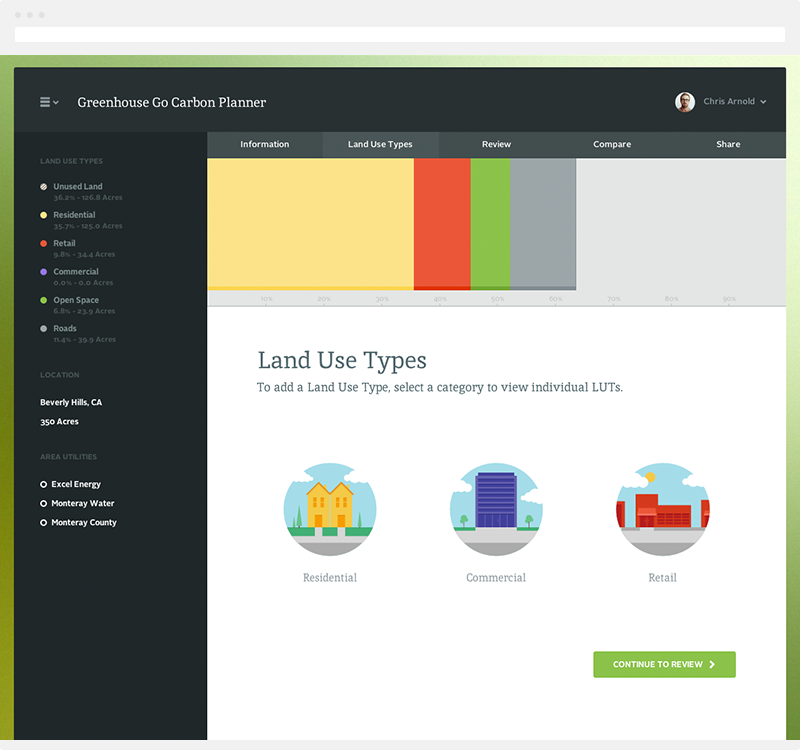 Greenhouse Go Carbon Planner
Chris Arnold
Information
Land Use Types
Review
Compare
Share
LAND USE TYPES
Unused Land
36.2% - 126.8 Acres
Residential
35.7% - 125.0 Acres
Retail
9.8% - 34.4 Acres
Commercial
0.0% - 0.0 Acres
Open Space
6.8% - 23.9 Acres
Roads
11.4% - 39.9 Acres
LOCATION
Beverly Hills, CA
350 Acres
AREA UTILITIES
Excel Energy
Monteray Water
Monteray County
10%
20%
30%
40%
50%
60%
70%
80%
90%
Land Use Types
To add a Land Use Type, select a category to view individual LUTs.
Residential
Commercial
Retail
CONTINUE TO REVIEW